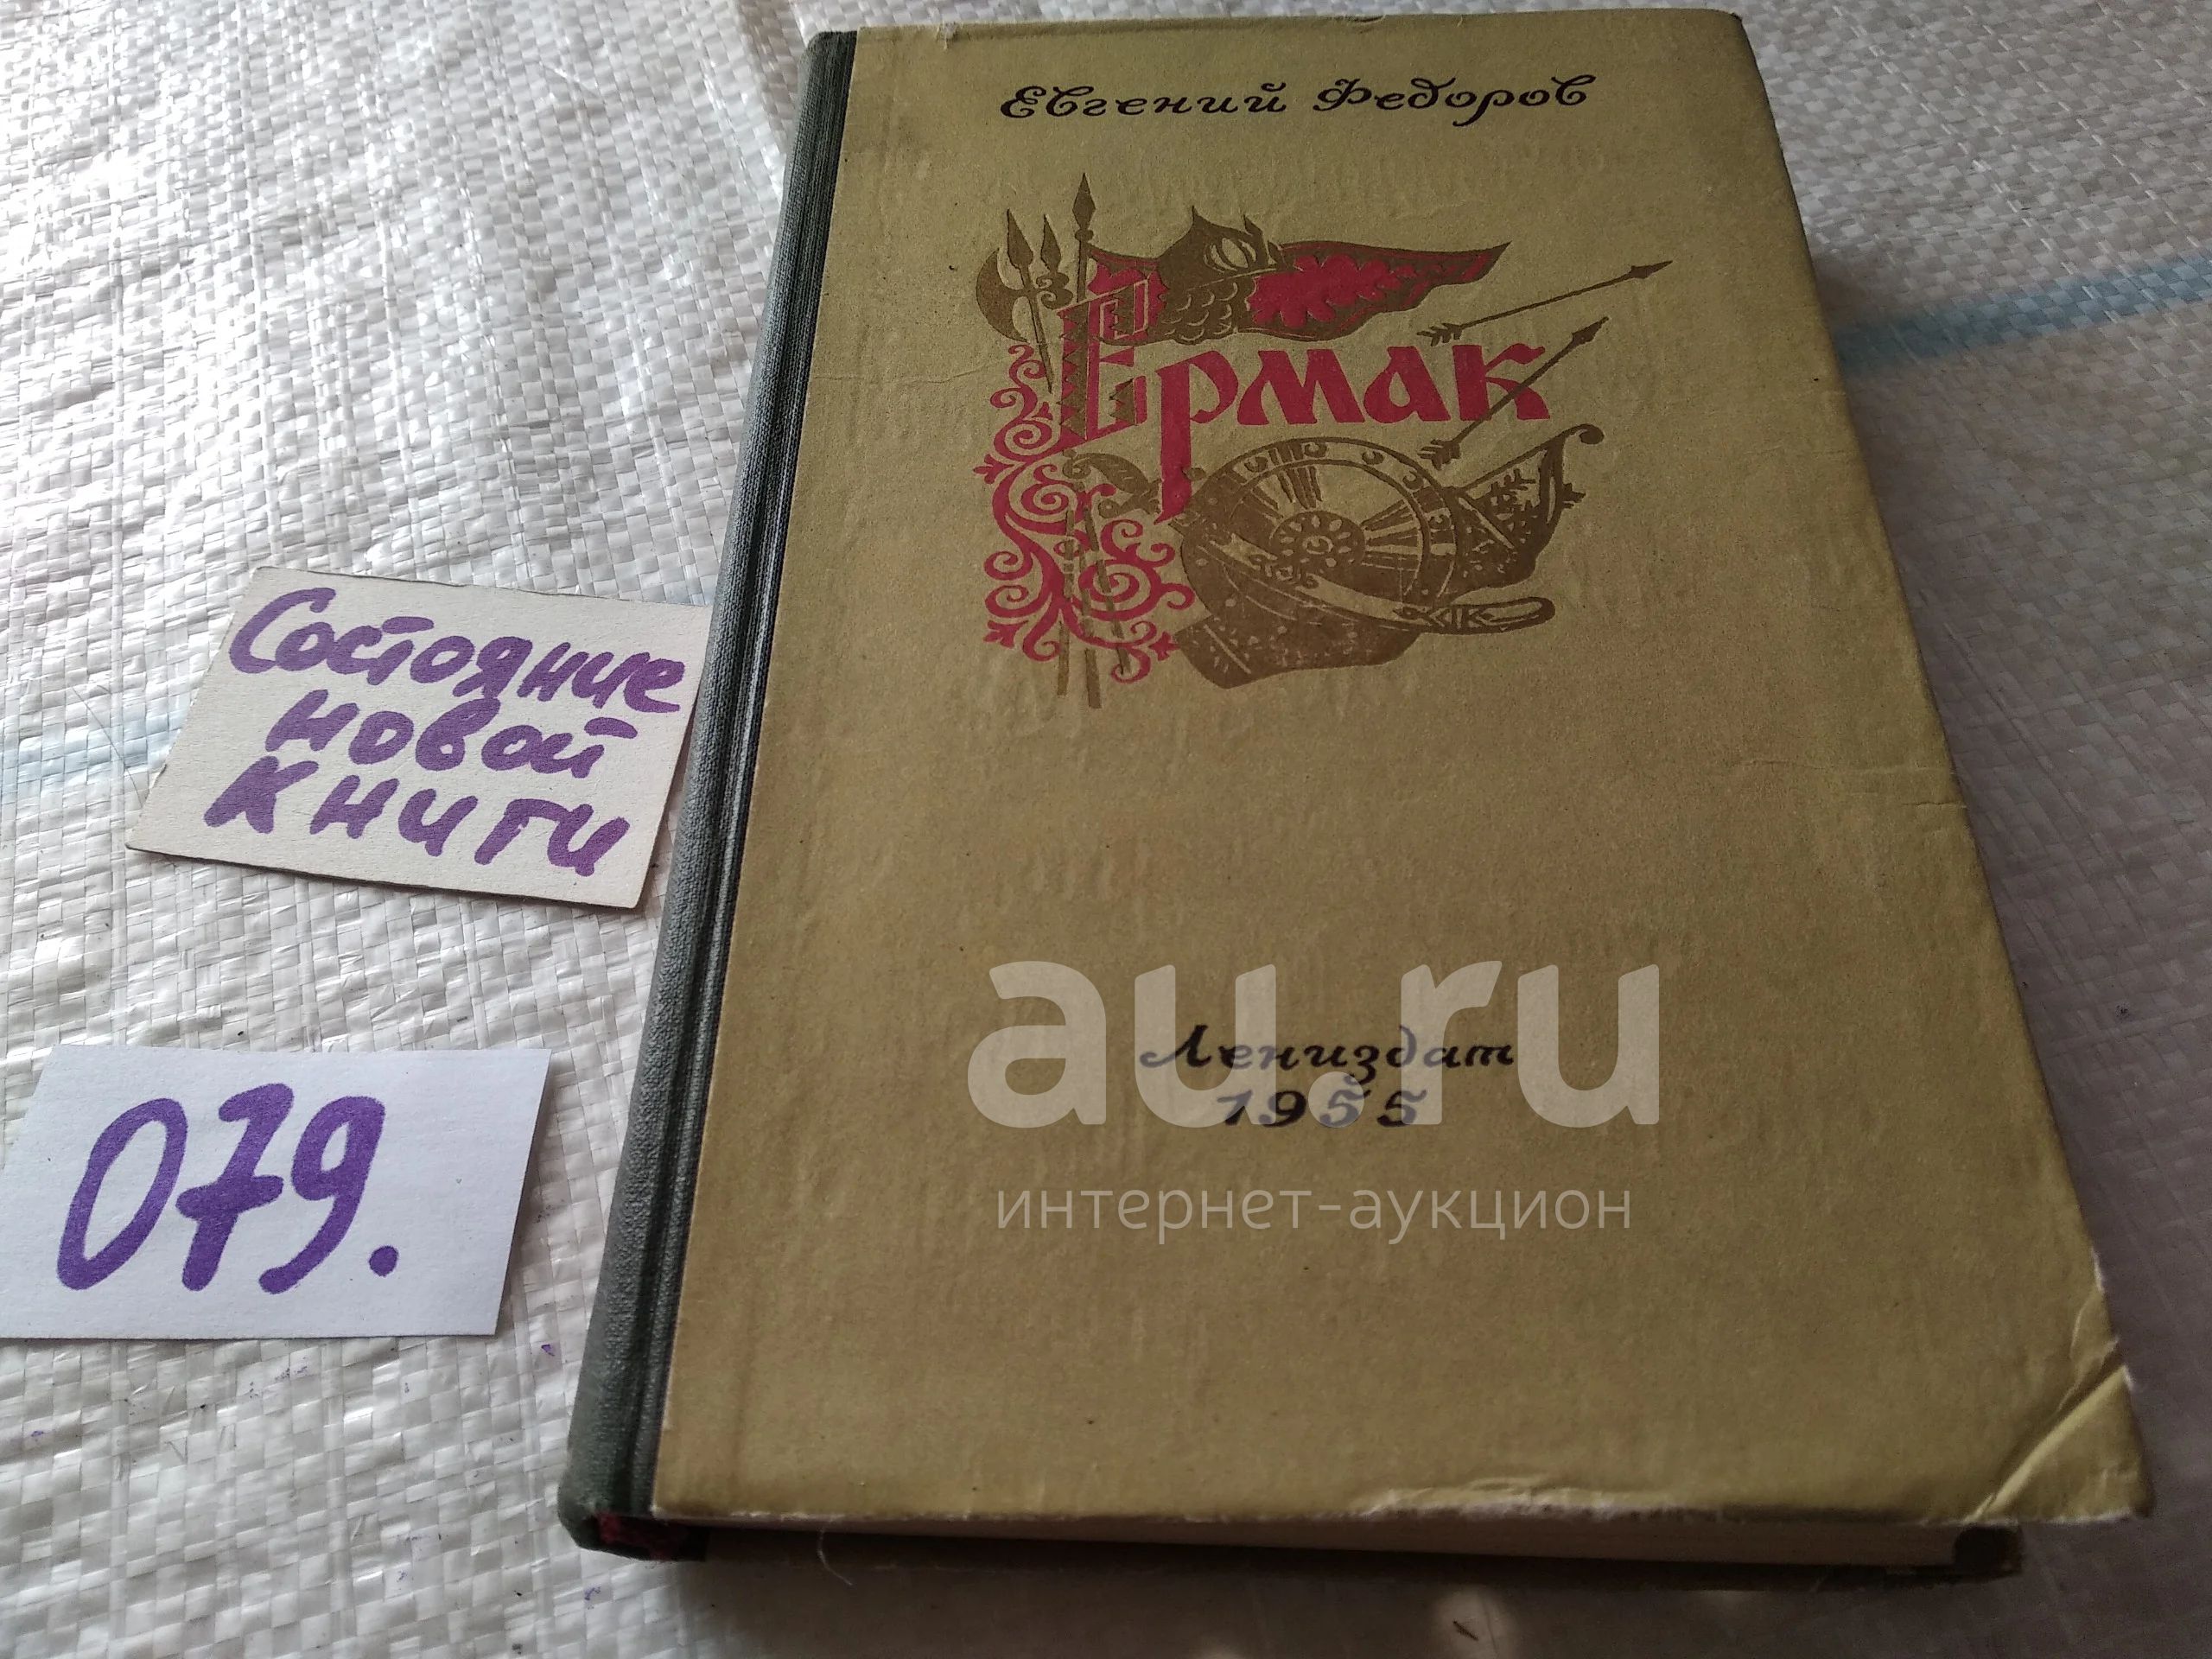 Евгений Федоров
Ермак
Состояние
новой
книги
au.ru
Лениздат
1955
интернет-аукцион
079.